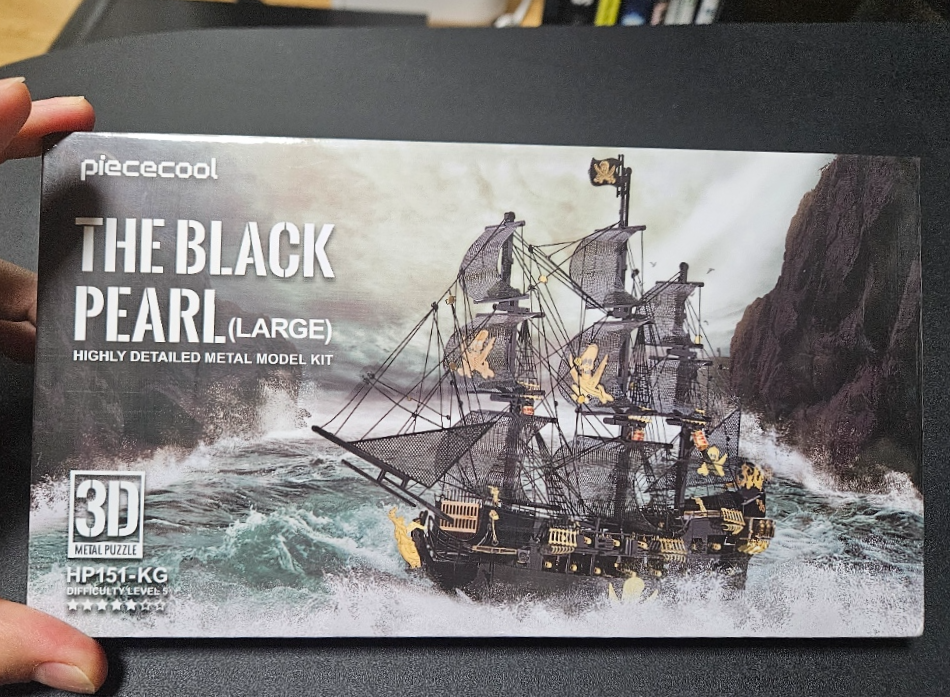 piececool
THE BLACK
PEARL (LARGE)
HIGHLY DETAILED METAL MODEL KIT
3D
METAL PUZZLE
HP151-KG
DIFFICULTY LEVEL 5